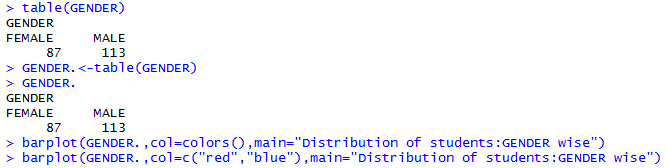 > table(GENDER)
GENDER
FEMALE   MALE
    87    113
> GENDER.<-table(GENDER)
> GENDER.
GENDER
FEMALE   MALE
    87    113
> barplot(GENDER.,col=colors(),main="Distribution of students:GENDER wise")
> barplot(GENDER.,col=c("red","blue"),main="Distribution of students:GENDER wise")